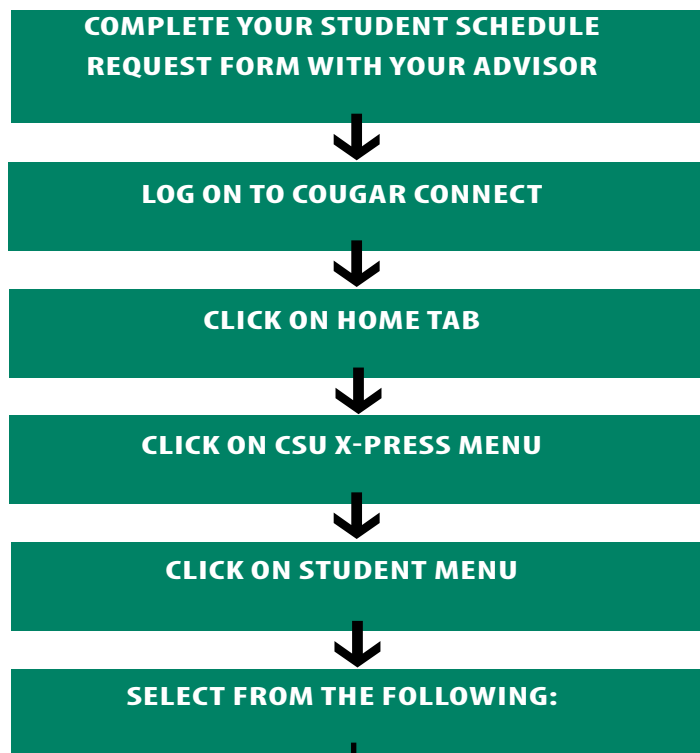 COMPLETE YOUR STUDENT SCHEDULE
REQUEST FORM WITH YOUR ADVISOR
LOG ON TO COUGAR CONNECT
CLICK ON HOME TAB
CLICK ON CSU X-PRESS MENU
CLICK ON STUDENT MENU
SELECT FROM THE FOLLOWING: